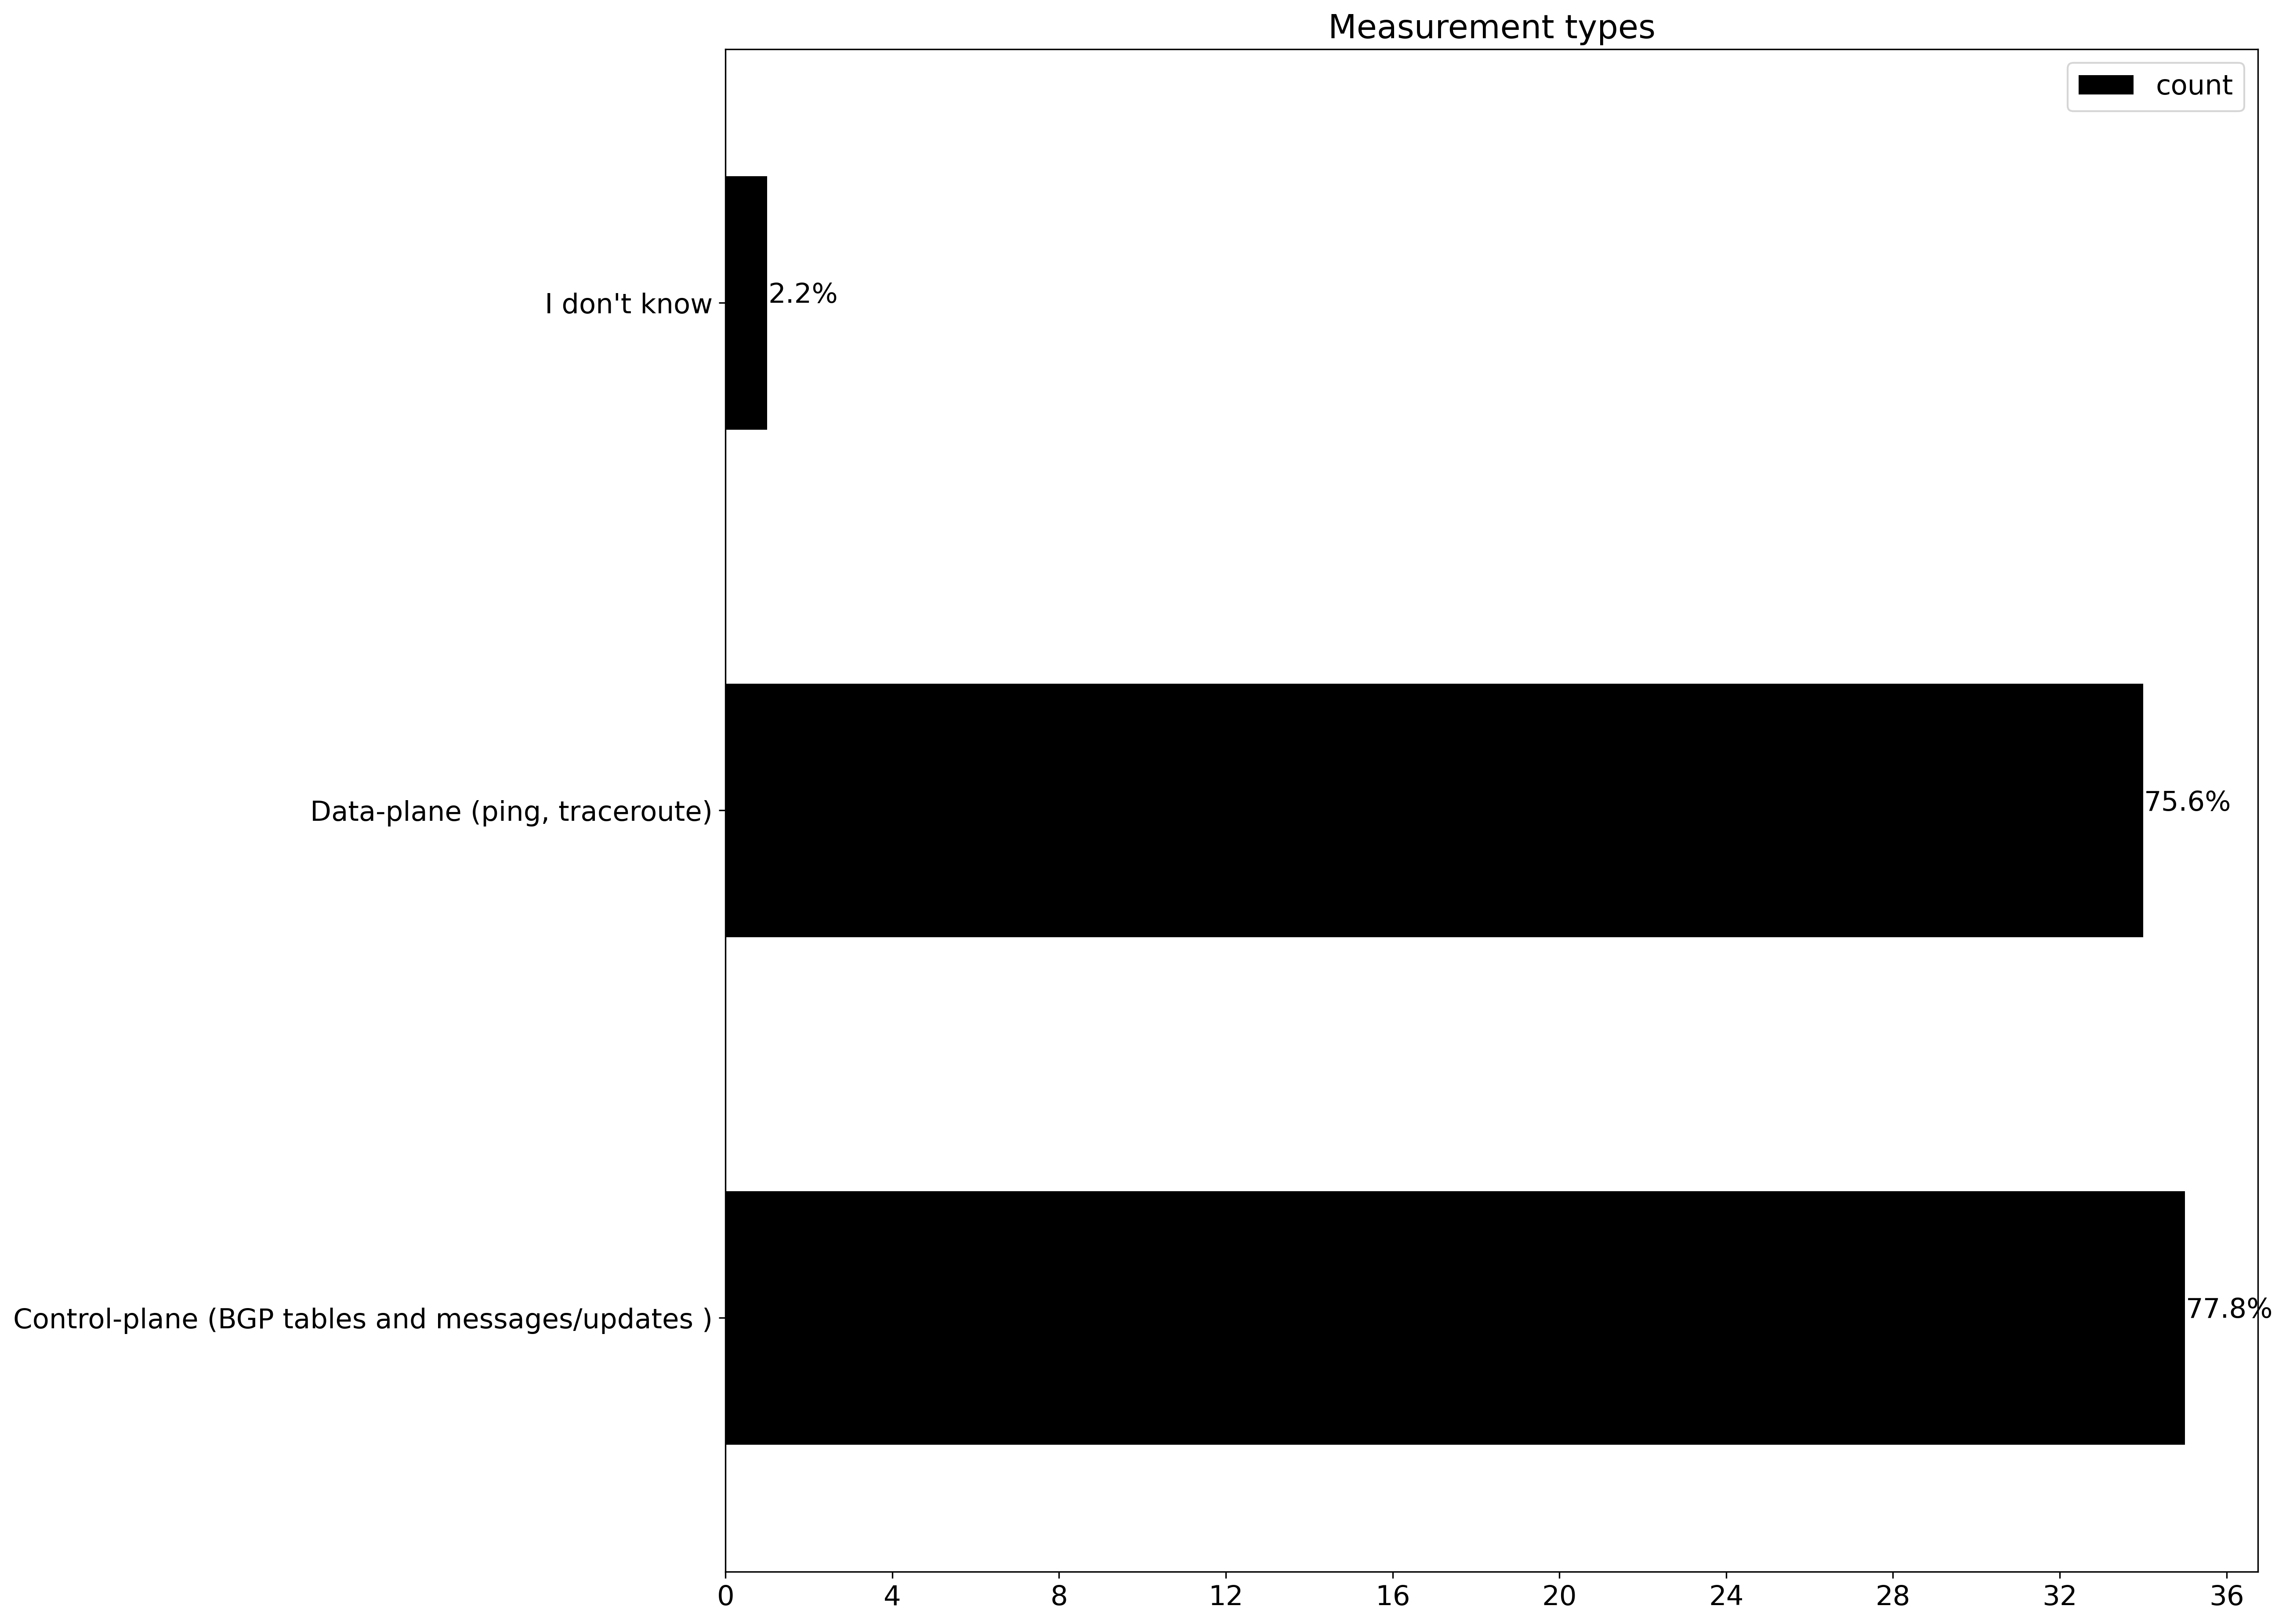 Measurement types
count
I don't know
2.2%
Data-plane (ping, traceroute)
75.6%
Control-plane (BGP tables and messages/updates )
77.8%
0 4 8 12 16 20 24 28 32 36